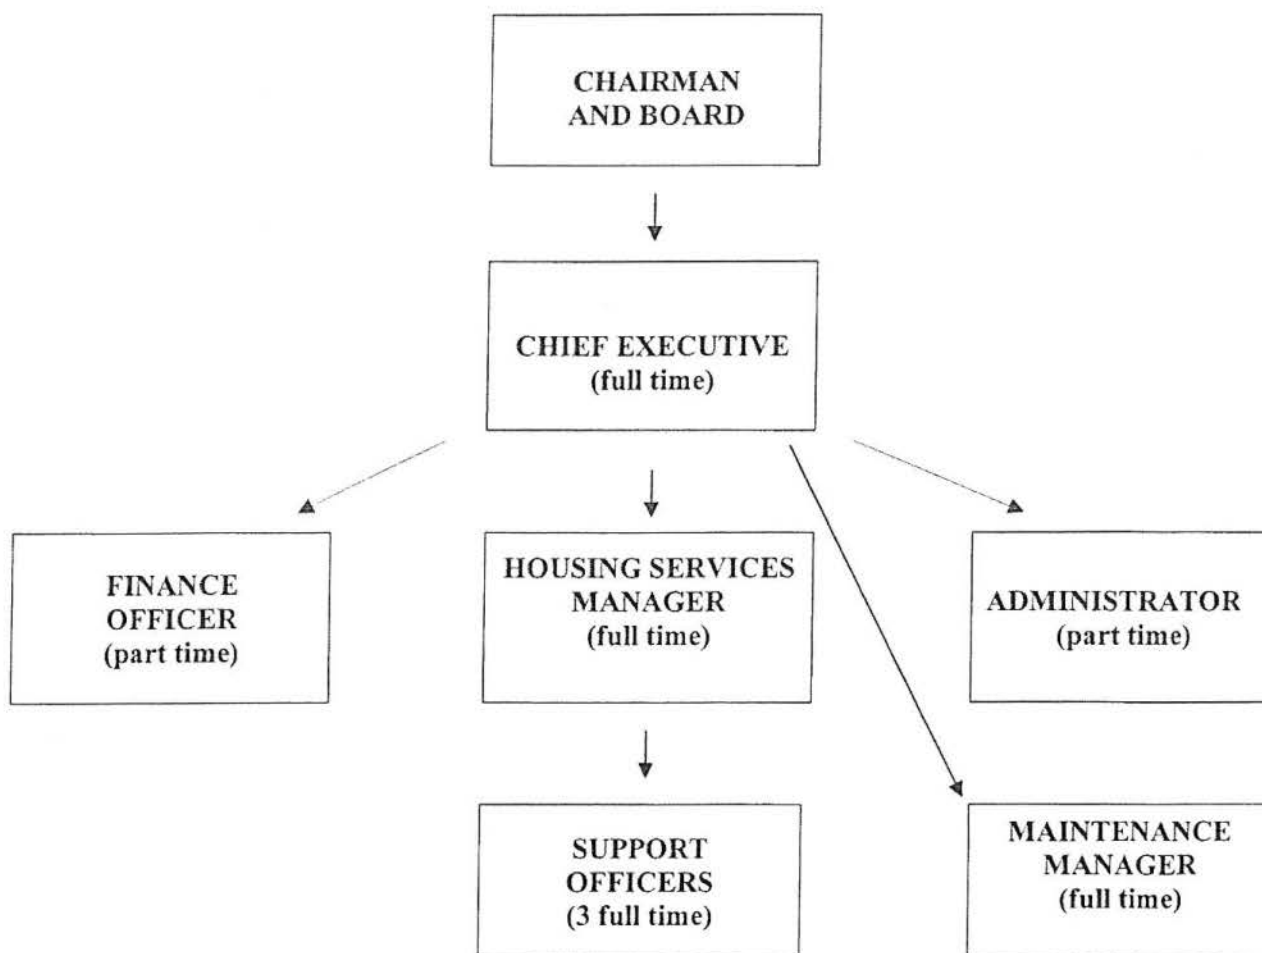 CHAIRMAN
AND BOARD
CHIEF EXECUTIVE
(full time)
FINANCE
OFFICER
(part time)
HOUSING SERVICES
MANAGER
(full time)
ADMINISTRATOR
(part time)
SUPPORT
OFFICERS
(3 full time)
MAINTENANCE
MANAGER
(full time)